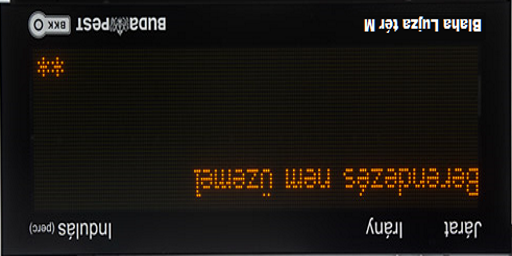 Járat Irány Indulás (perc)
Berendezés nem üzemel
**
Blaha Lujza tér M BUDAPEST BKK